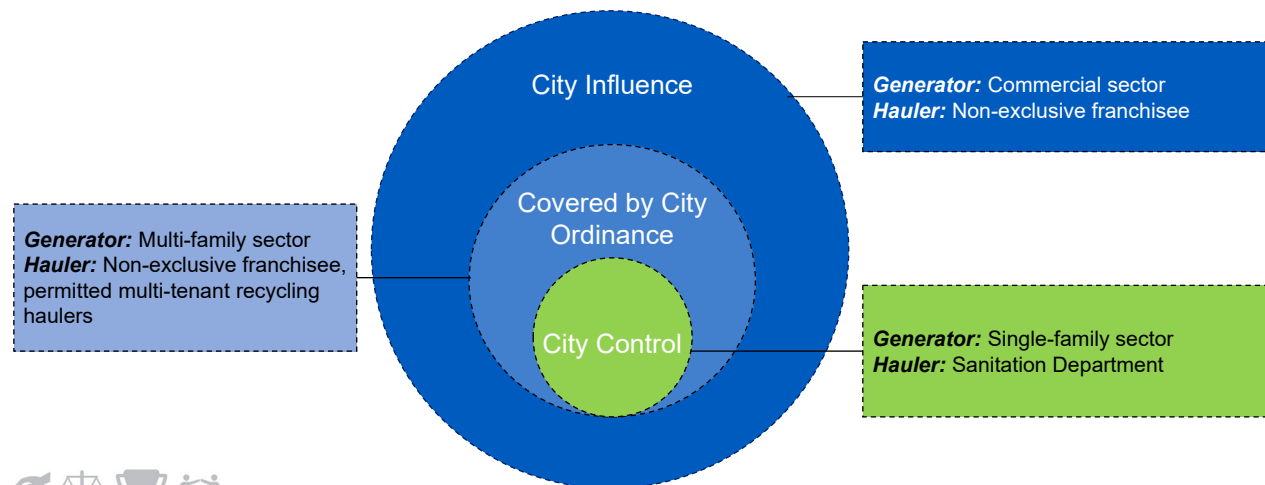 City Influence
Generator: Commercial sector
Hauler: Non-exclusive franchisee
Covered by City
Ordinance
Generator: Multi-family sector
Hauler: Non-exclusive franchisee,
permitted multi-tenant recycling
haulers
City Control
Generator: Single-family sector
Hauler: Sanitation Department